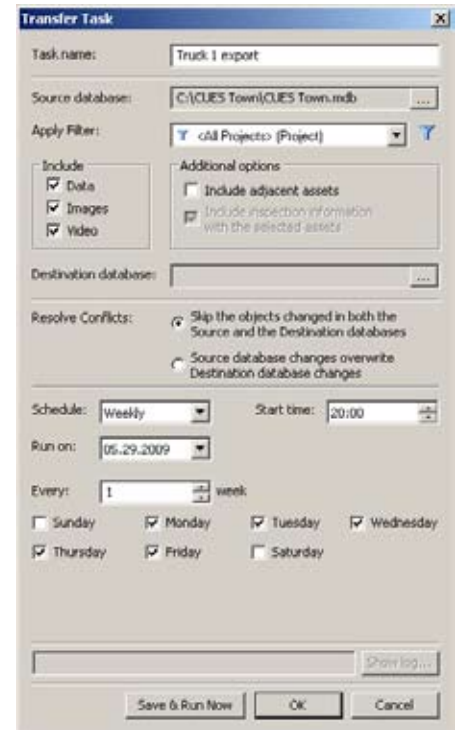 Transfer Task
Task name: Truck 1 export
Source database: C:\CUES Town\CUES Town.mdb ...
Apply Filter: <All Projects> (Project)
Include
Data
Images
Video
Additional options
Include adjacent assets
Include inspection information
with the selected assets
Destination database: ...
Resolve Conflicts: Skip the objects changed in both the
Source and the Destination databases
Source database changes overwrite
Destination database changes
Schedule: Weekly Start time: 20:00
Run on: 05.29.2009
Every: 1 week
Sunday Monday Tuesday Wednesday
Thursday Friday Saturday
Show log...
Save & Run Now OK Cancel